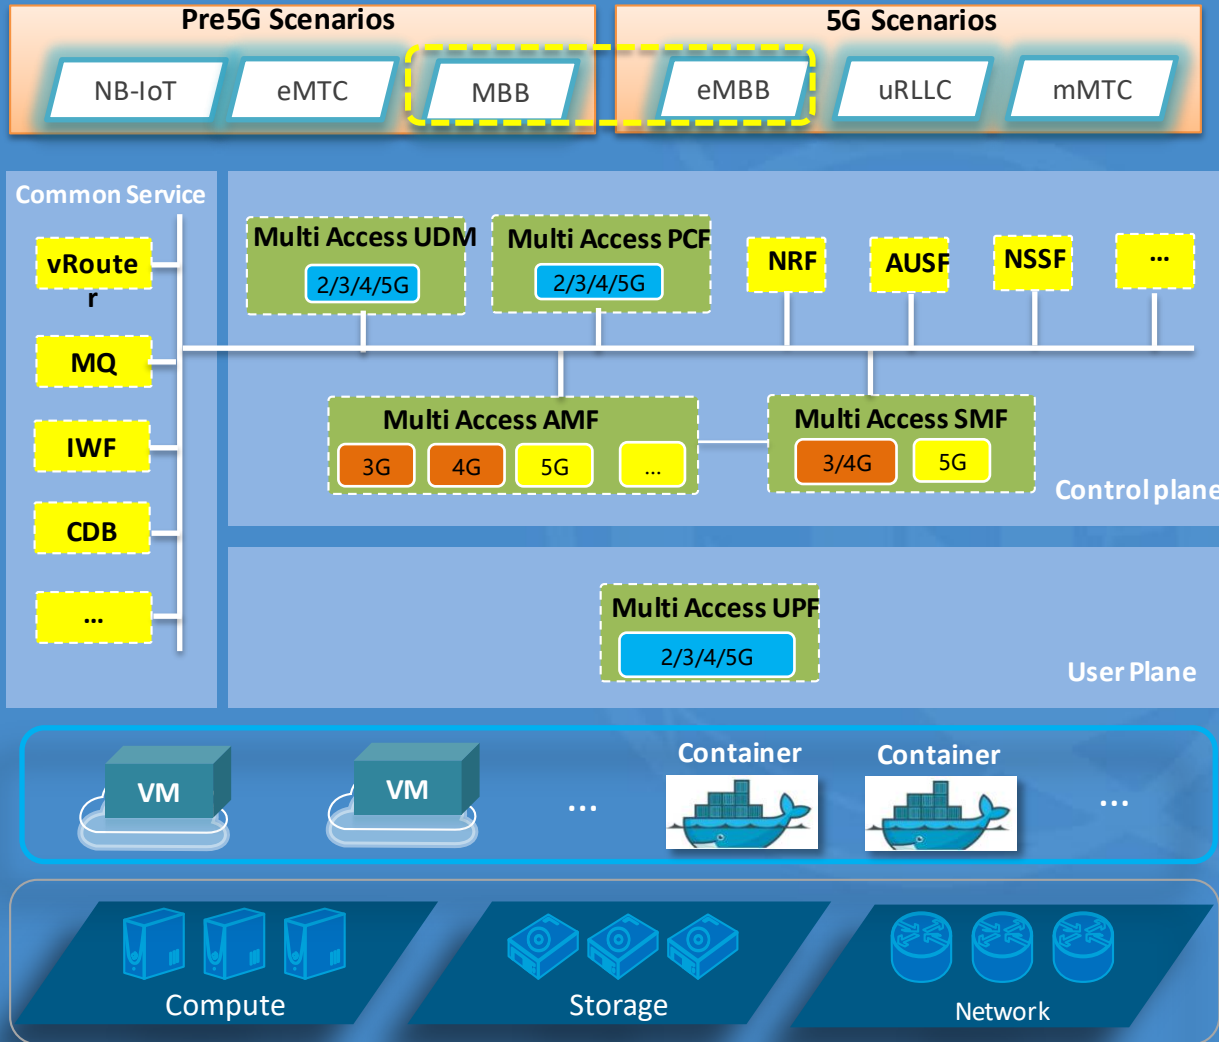 Pre5G Scenarios
5G Scenarios
NB-IoT
eMTC
MBB
eMBB
uRLLC
mMTC
Common Service
vRoute
r
MQ
IWF
CDB
...
Multi Access UDM
2/3/4/5G
Multi Access PCF
2/3/4/5G
NRF
AUSF
NSSF
...
Multi Access AMF
3G
4G
5G
...
Multi Access SMF
3/4G
5G
Control plane
Multi Access UPF
2/3/4/5G
User Plane
VM
VM
...
Container
Container
...
Compute
Storage
Network